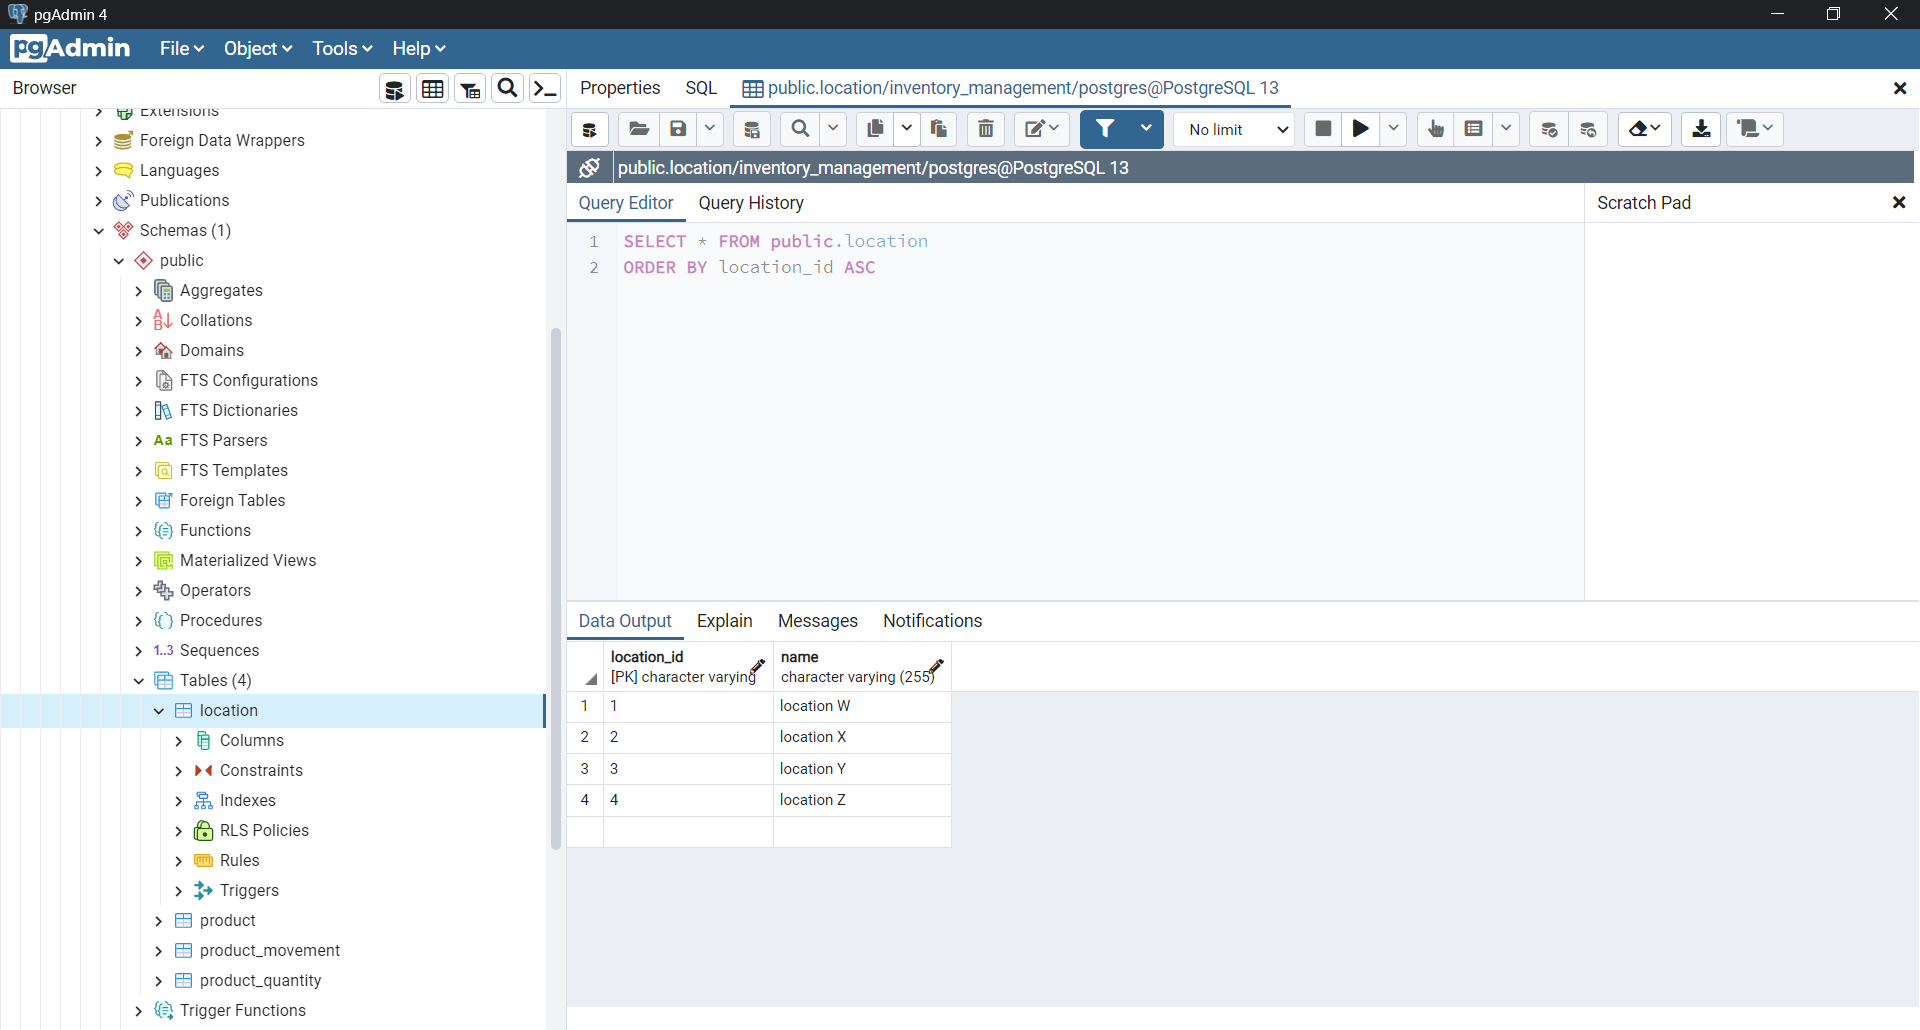 pgAdmin 4
pgAdmin File Object Tools Help
Browser
Properties SQL public.location/inventory_management/postgres@PostgreSQL 13
Extensions
Foreign Data Wrappers
Languages
Publications
Schemas (1)
public
Aggregates
Collations
Domains
FTS Configurations
FTS Dictionaries
Aa FTS Parsers
FTS Templates
Foreign Tables
Functions
Materialized Views
Operators
Procedures
1..3 Sequences
Tables (4)
location
Columns
Constraints
Indexes
RLS Policies
Rules
Triggers
product
product_movement
product_quantity
Trigger Functions
No limit
public.location/inventory_management/postgres@PostgreSQL 13
Query Editor Query History
Scratch Pad
1 SELECT * FROM public.location
2 ORDER BY location_id ASC
Data Output Explain Messages Notifications
location_id name
[PK] character varying character varying (255)
1 1 location W
2 2 location X
3 3 location Y
4 4 location Z